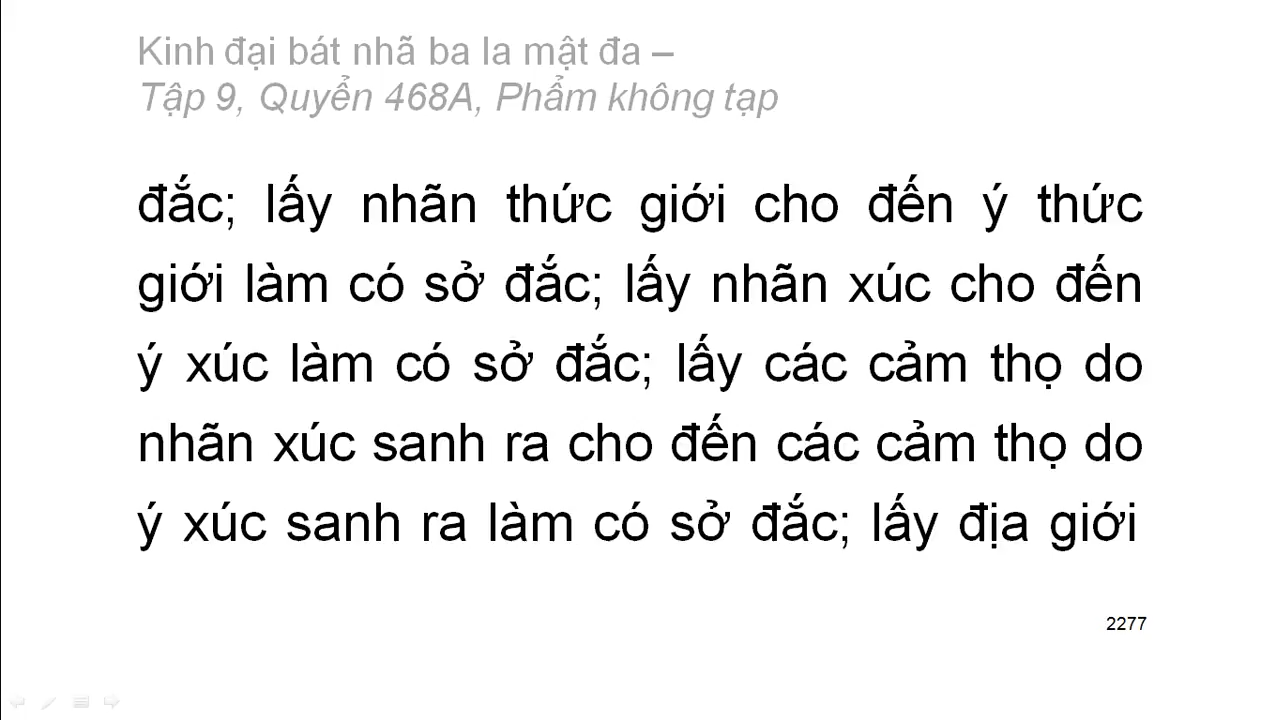 Kinh đại bát nhã ba la mật đa –
Tập 9, Quyển 468A, Phẩm không tạp
đắc; lấy nhãn thức giới cho đến ý thức
giới làm có sở đắc; lấy nhãn xúc cho đến
ý xúc làm có sở đắc; lấy các cảm thọ do
nhãn xúc sanh ra cho đến các cảm thọ do
ý xúc sanh ra làm có sở đắc; lấy địa giới
2277